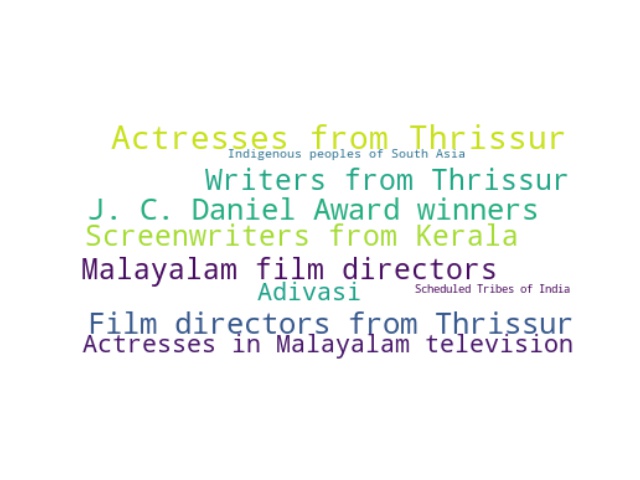 Actresses from Thrissur
Indigenous peoples of South Asia
Writers from Thrissur
J. C. Daniel Award winners
Screenwriters from Kerala
Malayalam film directors
Scheduled Tribes of India
Adivasi
Film directors from Thrissur
Actresses in Malayalam television